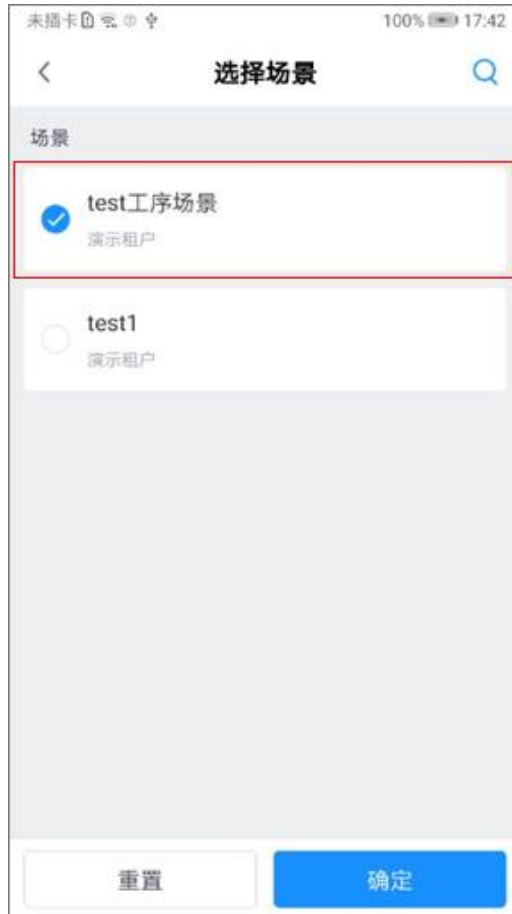 未插卡 100% 17:42
选择场景
场景
test工序场景
演示租户
test1
演示租户
重置 确定